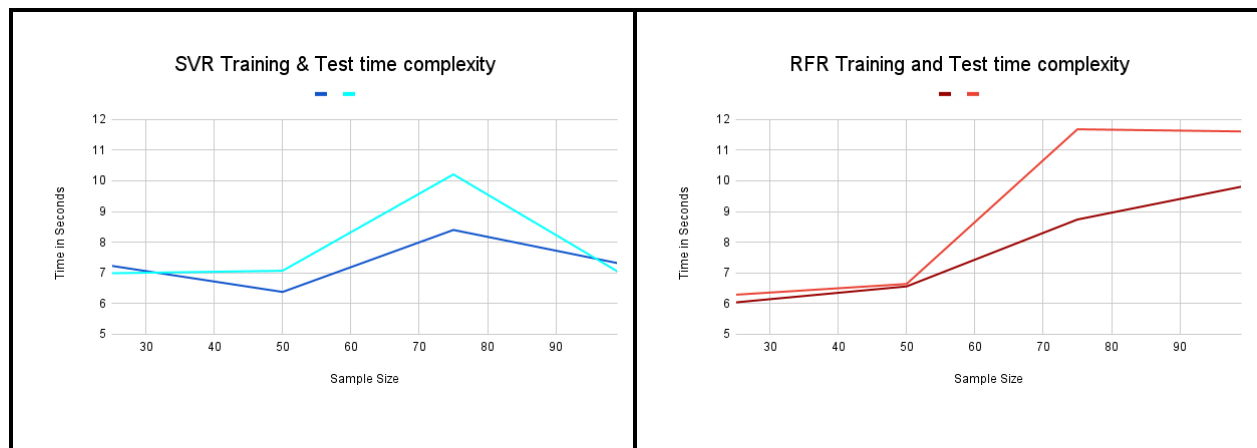 SVR Training & Test time complexity
12
11
10
9
8
7
6
5
Time in Seconds
30 40 50 60 70 80 90
Sample Size
RFR Training and Test time complexity
12
11
10
9
8
7
6
5
Time in Seconds
30 40 50 60 70 80 90
Sample Size